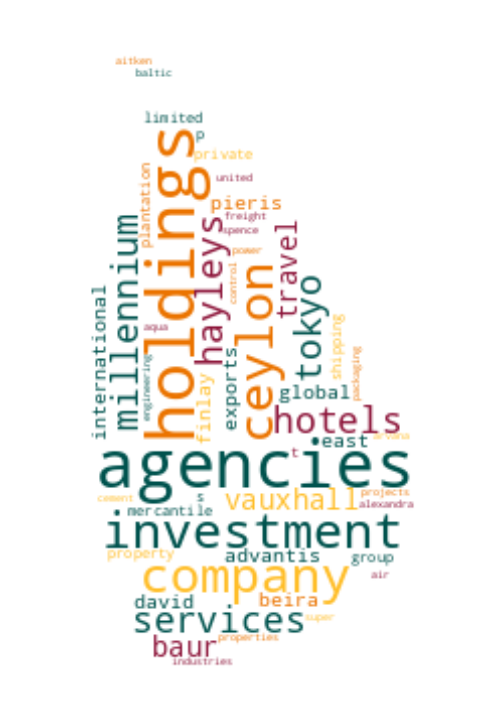 aitken
baltic
limited
p
private
plantation
united
pieris
freight
spence
holdings
hayleys
travel
millennium
power
control
ceylon
tokyo
international
aqua
shipping
packaging
engineering
finlay
exports
global
hotels
east
arvana
agencies
t
cement
s
vauxhall
projects
alexandra
mercantile
investment
property
advantis
group
company
air
david
beira
services
super
properties
baur
industries